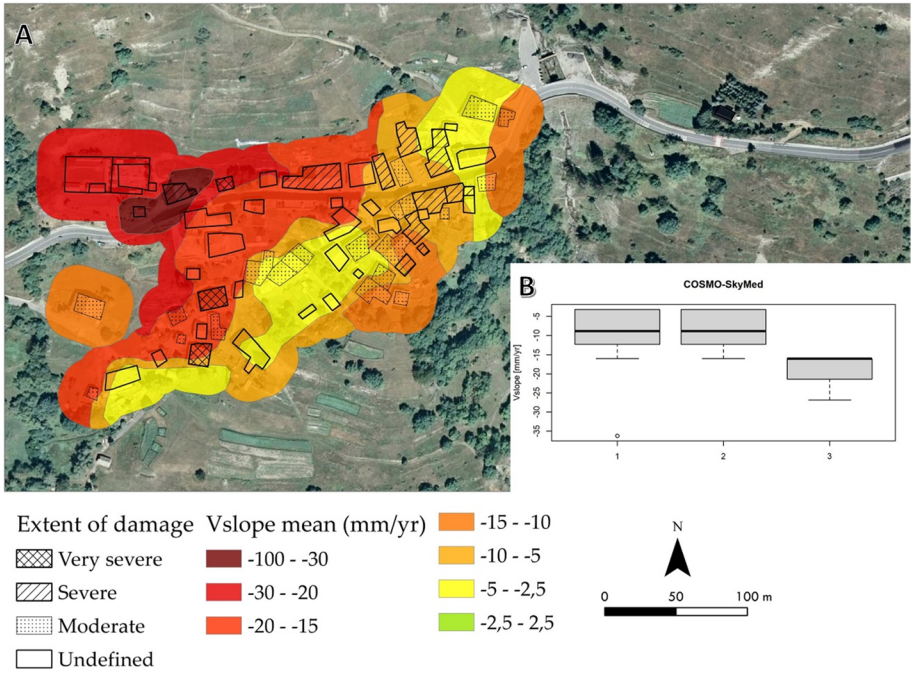 A
B
COSMO-SkyMed
Vslope [mm/yr]
-5
-10
-15
-20
-25
-30
-35
1 2 3
Extent of damage
Very severe
Severe
Moderate
Undefined
Vslope mean (mm/yr)
-100 - -30
-30 - -20
-20 - -15
-15 - -10
-10 - -5
-5 - -2,5
-2,5 - 2,5
N
0 50 100 m